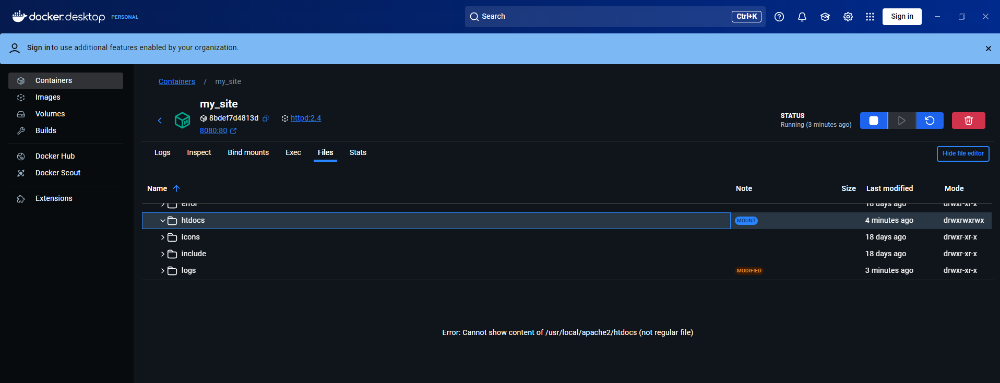 docker.desktop PERSONAL
Search Ctrl+K Sign in
Sign in to use additional features enabled by your organization.
Containers
Images
Volumes
Builds
Docker Hub
Docker Scout
Extensions
Containers / my_site
my_site
8bdef7d4813d httpd:2.4
8080:80
STATUS
Running (3 minutes ago)
Logs Inspect Bind mounts Exec Files Stats
Hide file editor
Name Note Size Last modified Mode
error 18 days ago drwxr-xr-x
htdocs MOUNT 4 minutes ago drwxrwxrwx
icons 18 days ago drwxr-xr-x
include 18 days ago drwxr-xr-x
logs MODIFIED 3 minutes ago drwxr-xr-x
Error: Cannot show content of /usr/local/apache2/htdocs (not regular file)